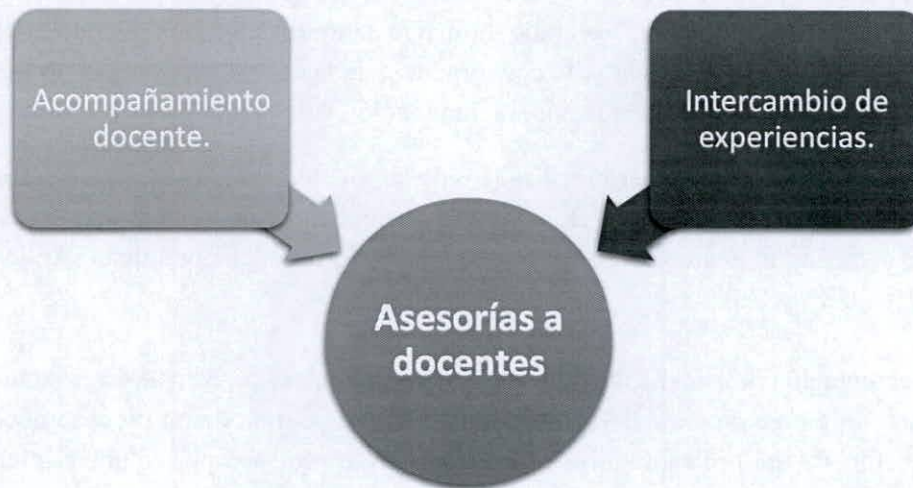 Acompañamiento
docente.
Intercambio de
experiencias.
Asesorías a
docentes